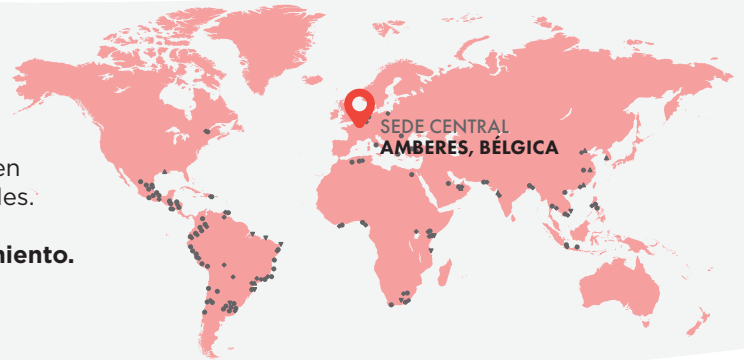 en
les.
miento.
SEDE CENTRAL
AMBERES, BÉLGICA